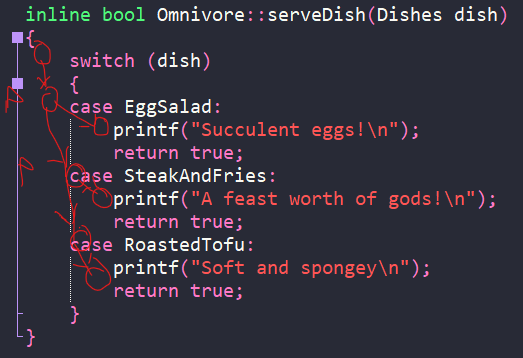 inline bool Omnivore::serveDish(Dishes dish)
{
switch (dish)
{
case EggSalad:
printf("Succulent eggs!\n");
return true;
case SteakAndFries:
printf("A feast worth of gods!\n");
return true;
case RoastedTofu:
printf("Soft and spongey\n");
return true;
}
}